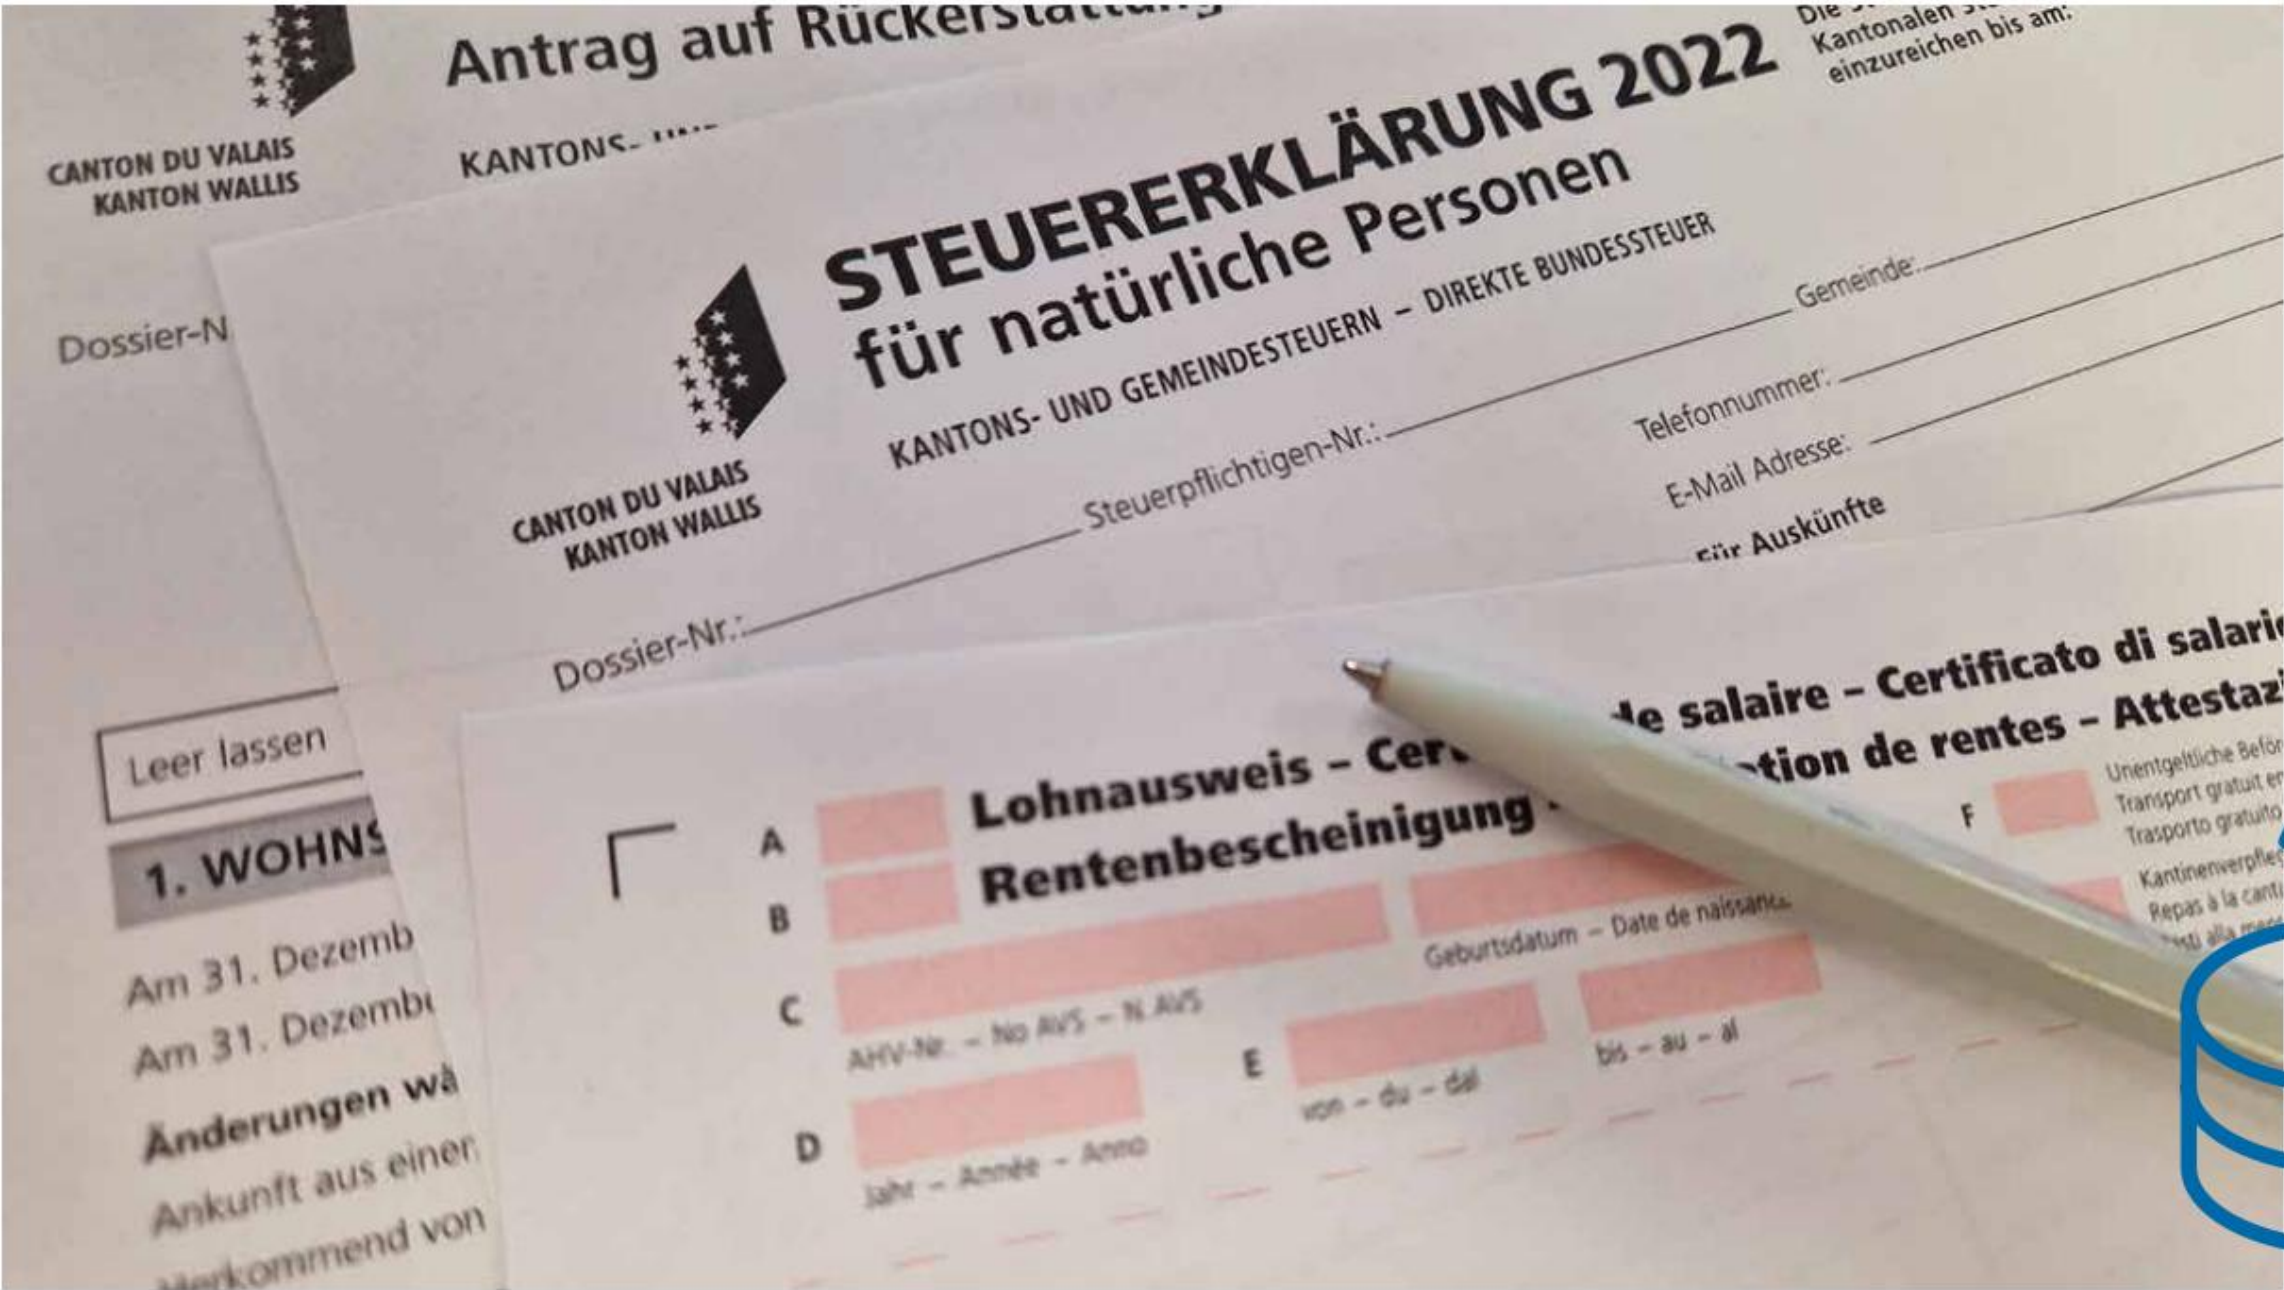 Antrag auf Rückerstattung
CANTON DU VALAIS
KANTON WALLIS
KANTONS-
Dossier-N
Leer lassen
1. WOHNS
Am 31. Dezemb
Am 31. Dezembe
Änderungen wä
Ankunft aus einer
Herkommend von
STEUERERKLÄRUNG 2022
für natürliche Personen
KANTONS- UND GEMEINDESTEUERN – DIREKTE BUNDESSTEUER
Die
Kantonalen
einzureichen bis am:
CANTON DU VALAIS
KANTON WALLIS
Dossier-Nr.:
Steuerpflichtigen-Nr.:
Gemeinde:
Telefonnummer:
E-Mail Adresse:
Für Auskünfte
Lohnausweis – Cer de salaire – Certificato di salario
Rentenbescheinigung tion de rentes – Attestazi
A
B
C
AHV-Nr. – No AVS – N. AVS
Geburtsdatum – Date de naissance
D
Jahr – Année – Anno
E
von – du – dal
bis – au – al
F
Unentgeltliche Beför
Transport gratuit en
Trasporto gratuito
Kantinenverpfleg
Repas à la canti
alla